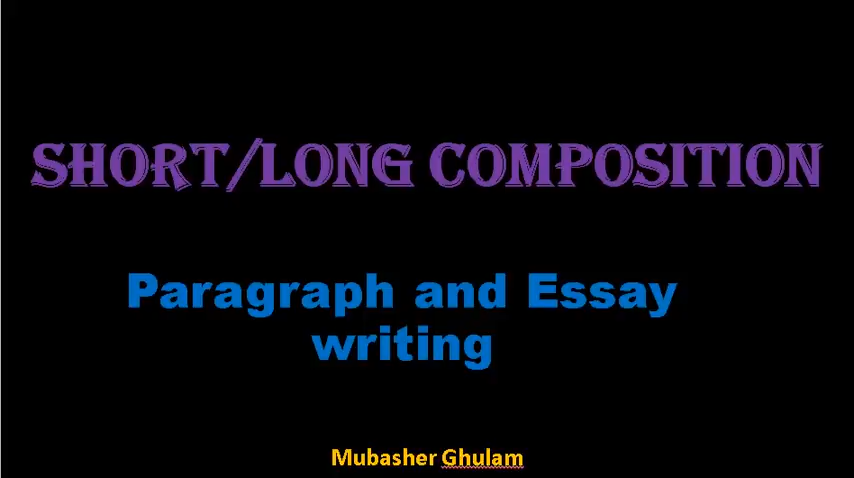 SHORT/LONG COMPOSITION
Paragraph and Essay
writing
Mubasher Ghulam